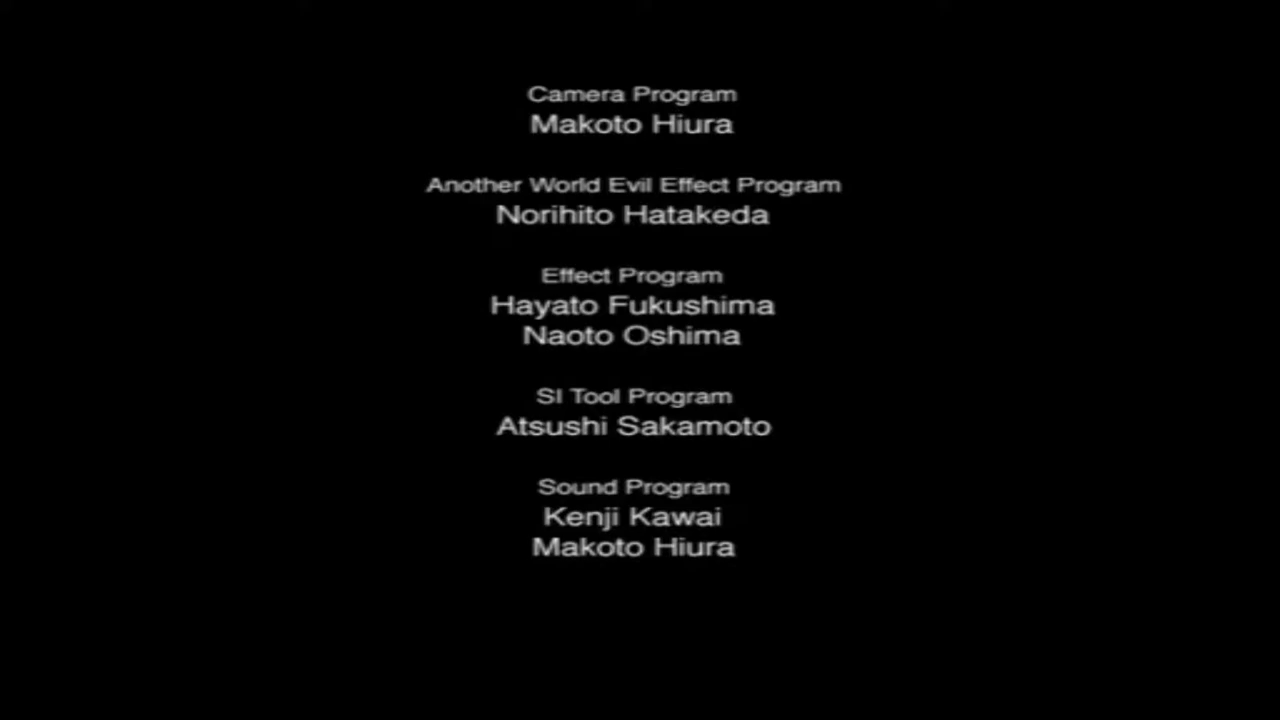 Camera Program
Makoto Hiura
Another World Evil Effect Program
Norihito Hatakeda
Effect Program
Hayato Fukushima
Naoto Oshima
SI Tool Program
Atsushi Sakamoto
Sound Program
Kenji Kawai
Makoto Hiura